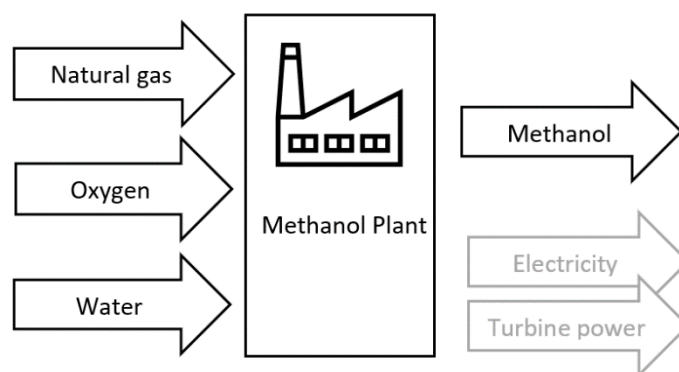 Natural gas
Oxygen
Water
Methanol Plant
Methanol
Electricity
Turbine power